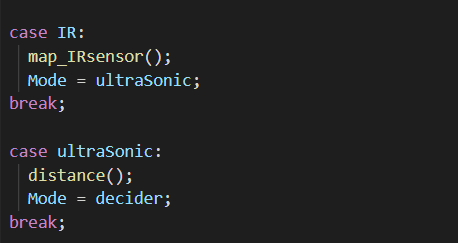 case IR:
map_IRsensor();
Mode = ultraSonic;
break;
case ultraSonic:
distance();
Mode = decider;
break;